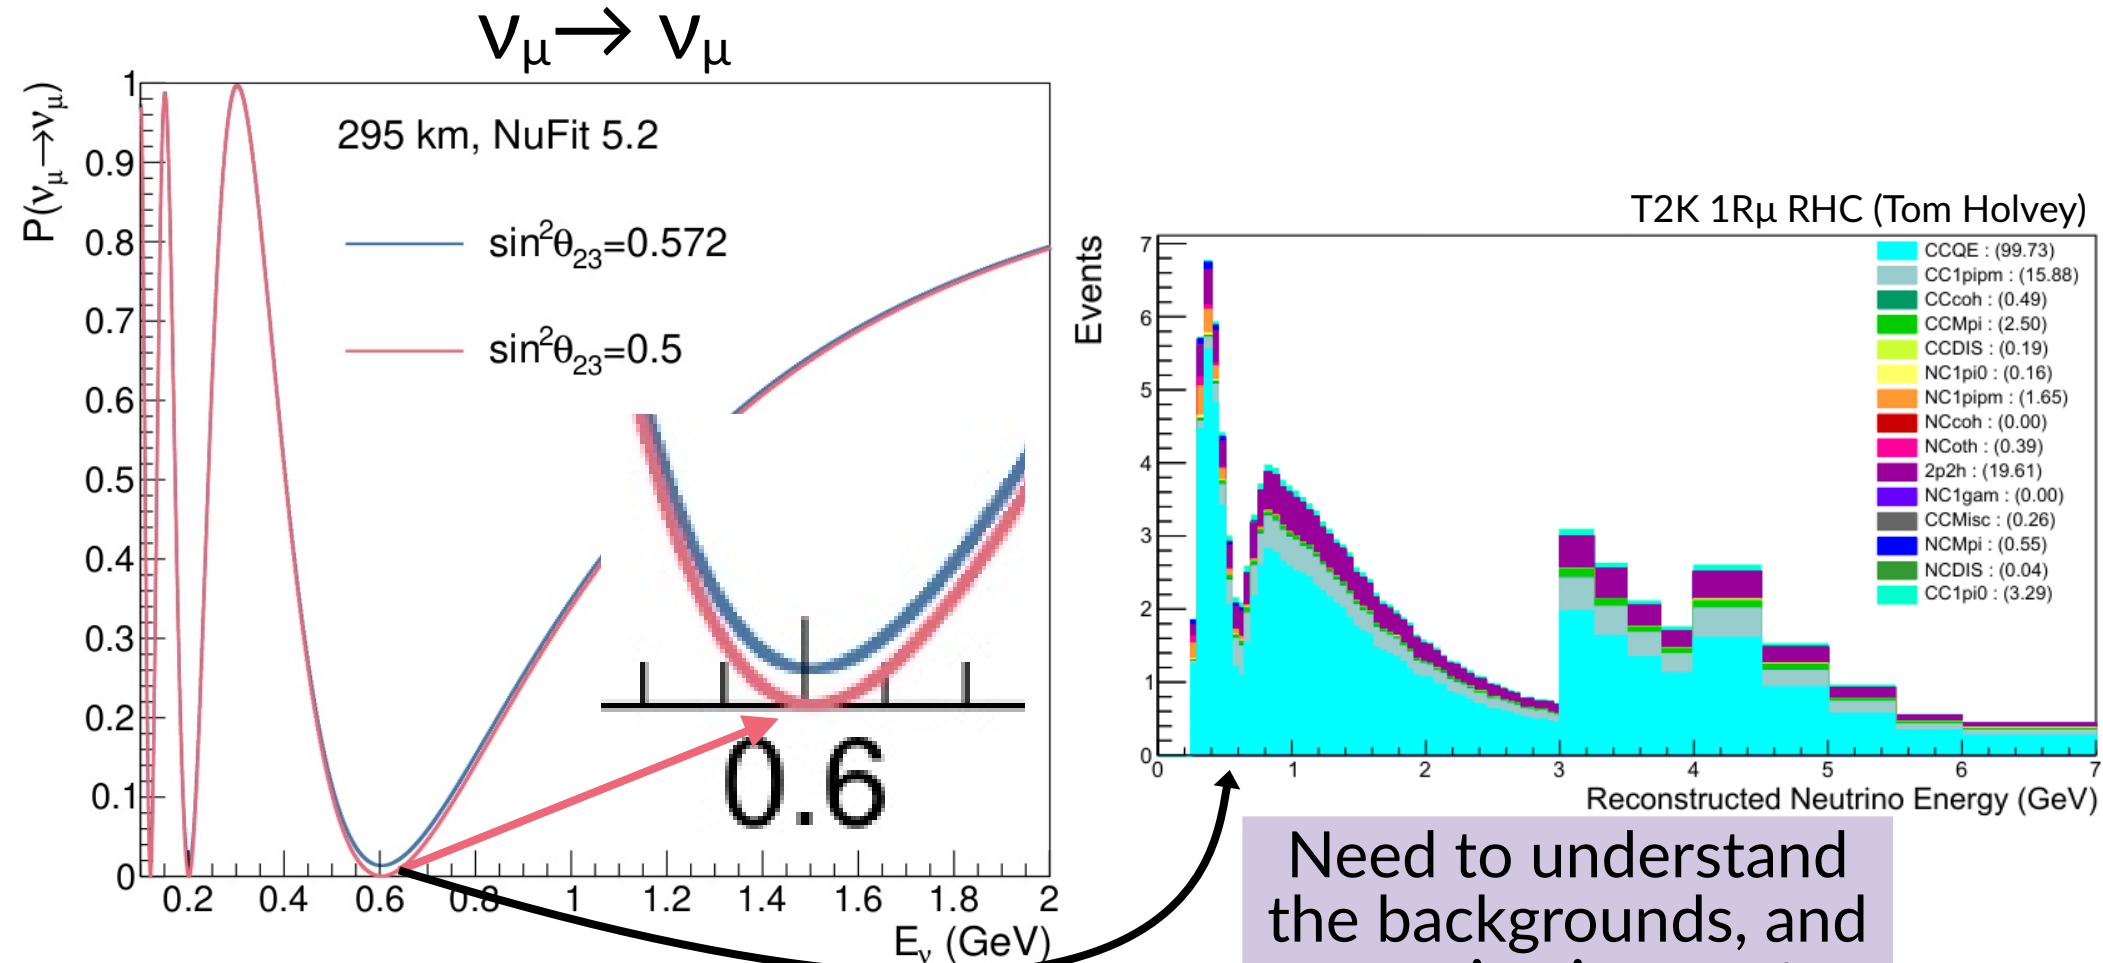 νμ→ νμ
P(νμ→νμ)
1
0.9
0.8
0.7
0.6
0.5
0.4
0.3
0.2
0.1
0
295 km, NuFit 5.2
sin²θ₂₃=0.572
sin²θ₂₃=0.5
0.6
0.2 0.4 0.6 0.8 1 1.2 1.4 1.6 1.8 2
Eν (GeV)
T2K 1Rμ RHC (Tom Holvey)
Events
7
6
5
4
3
2
1
0
CCQE : (99.73)
CC1pipm : (15.88)
CCcoh : (0.49)
CCMpi : (2.50)
CCDIS : (0.19)
NC1pi0 : (0.16)
NC1pipm : (1.65)
NCcoh : (0.00)
NCoth : (0.39)
2p2h : (19.61)
NC1gam : (0.00)
CCMisc : (0.26)
NCMpi : (0.55)
NCDIS : (0.04)
CC1pi0 : (3.29)
0 1 2 3 4 5 6 7
Reconstructed Neutrino Energy (GeV)
Need to understand
the backgrounds, and